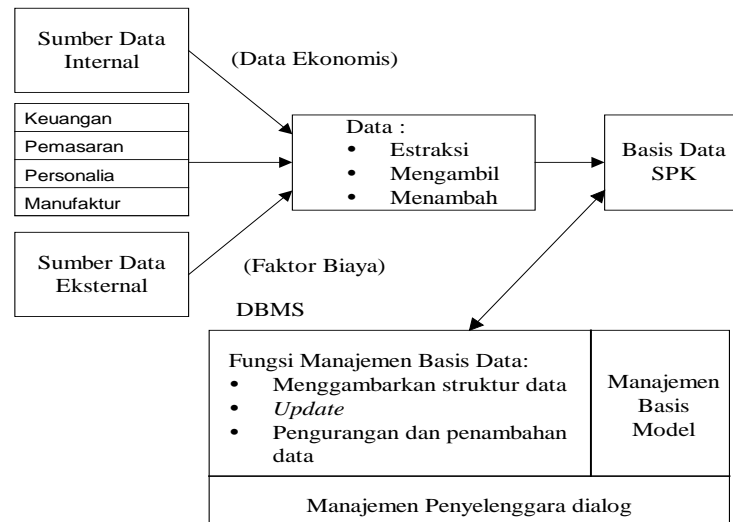 Sumber Data
Internal
(Data Ekonomis)
Keuangan
Pemasaran
Personalia
Manufaktur
Data :
• Estraksi
• Mengambil
• Menambah
Basis Data
SPK
Sumber Data
Eksternal
(Faktor Biaya)
DBMS
Fungsi Manajemen Basis Data:
• Menggambarkan struktur data
• Update
• Pengurangan dan penambahan
data
Manajemen
Basis
Model
Manajemen Penyelenggara dialog